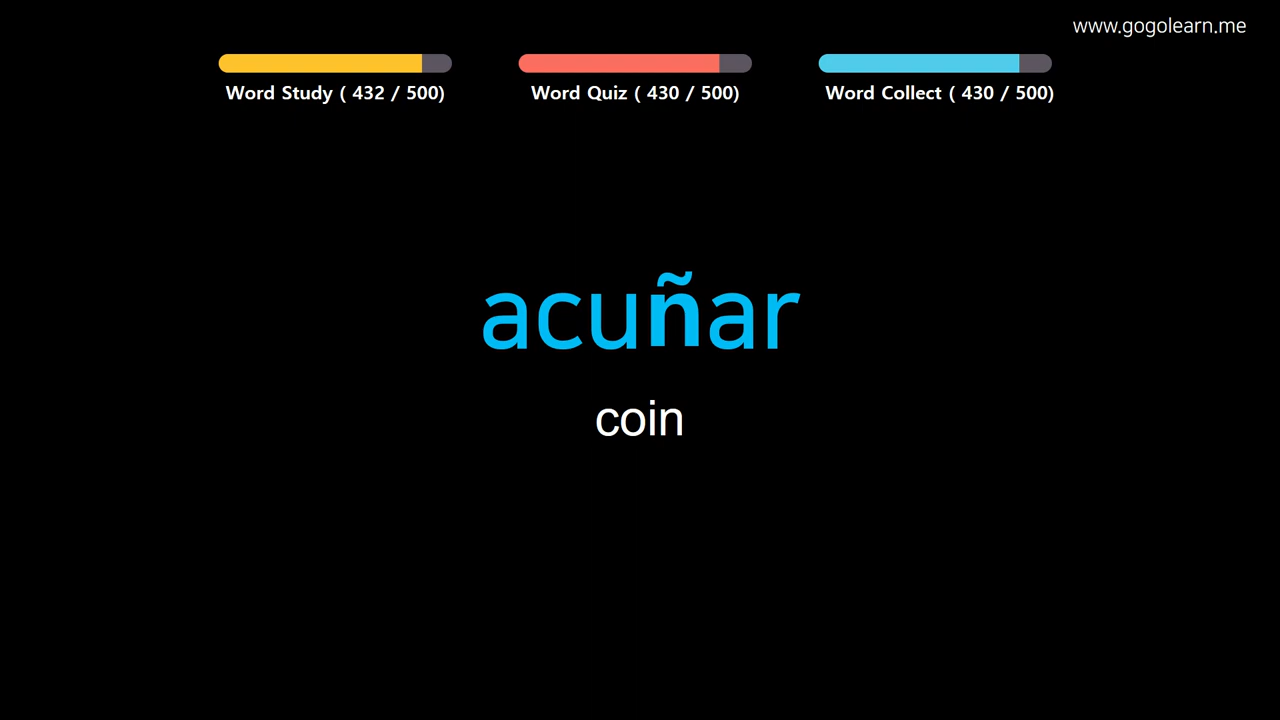 www.gogolearn.me
Word Study ( 432 / 500)
Word Quiz ( 430 / 500)
Word Collect ( 430 / 500)
acuñar
coin